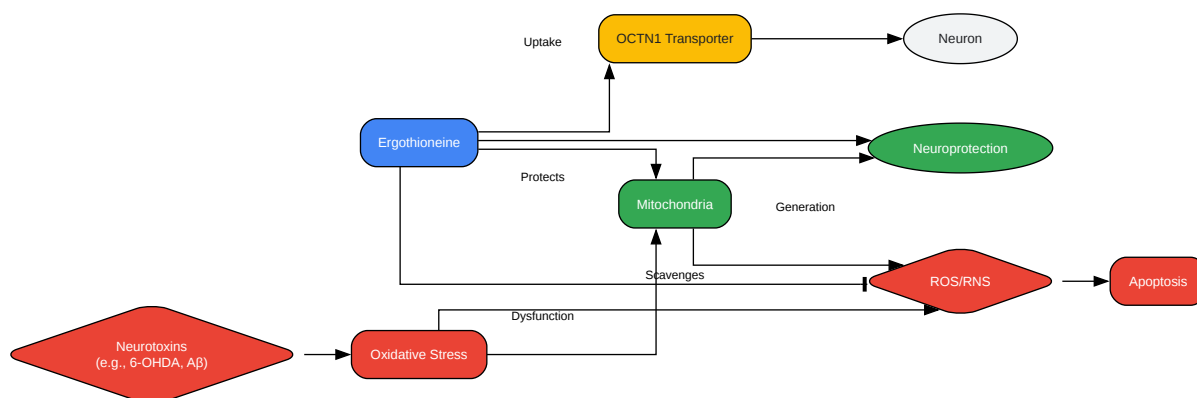 Uptake
OCTN1 Transporter
Neuron
Ergothioneine
Neuroprotection
Protects
Mitochondria
Generation
Scavenges
ROS/RNS
Apoptosis
Dysfunction
Neurotoxins
(e.g., 6-OHDA, Aβ)
Oxidative Stress